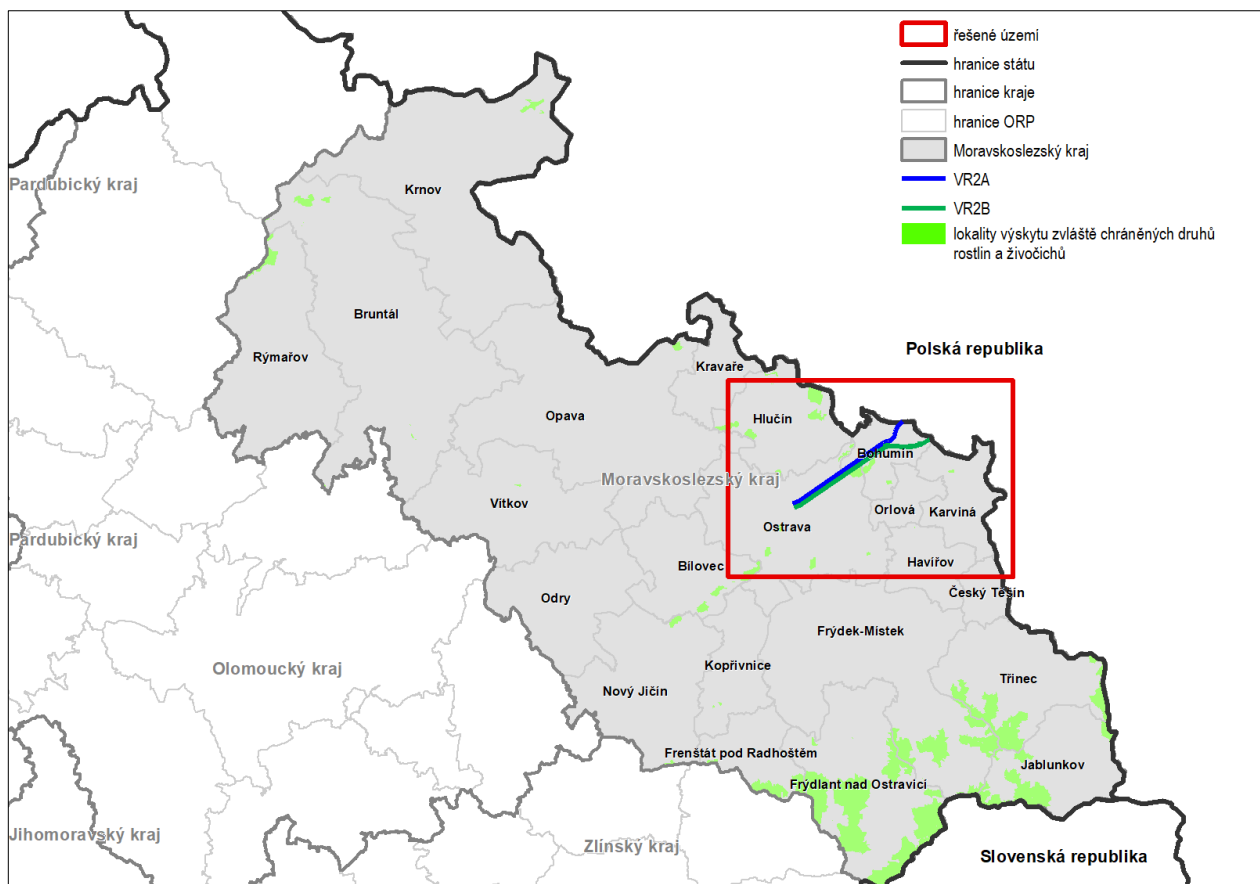 řešené území
hranice státu
hranice kraje
hranice ORP
Moravskoslezský kraj
VR2A
VR2B
lokality výskytu zvláště chráněných druhů
rostlin a živočichů
Pardubický kraj
Krnov
Bruntál
Rýmařov
Polská republika
Kravaře
Opava
Hlučín
Bohumín
Moravskoslezský kraj
Vítkov
Orlová
Karviná
Ostrava
Pardubický kraj
Bílovec
Havířov
Český Těšín
Odry
Frýdek-Místek
Olomoucký kraj
Kopřivnice
Nový Jičín
Třinec
Frenštát pod Radhoštěm
Jablunkov
Frýdlant nad Ostravicí
Jihomoravský kraj
Zlínský kraj
Slovenská republika